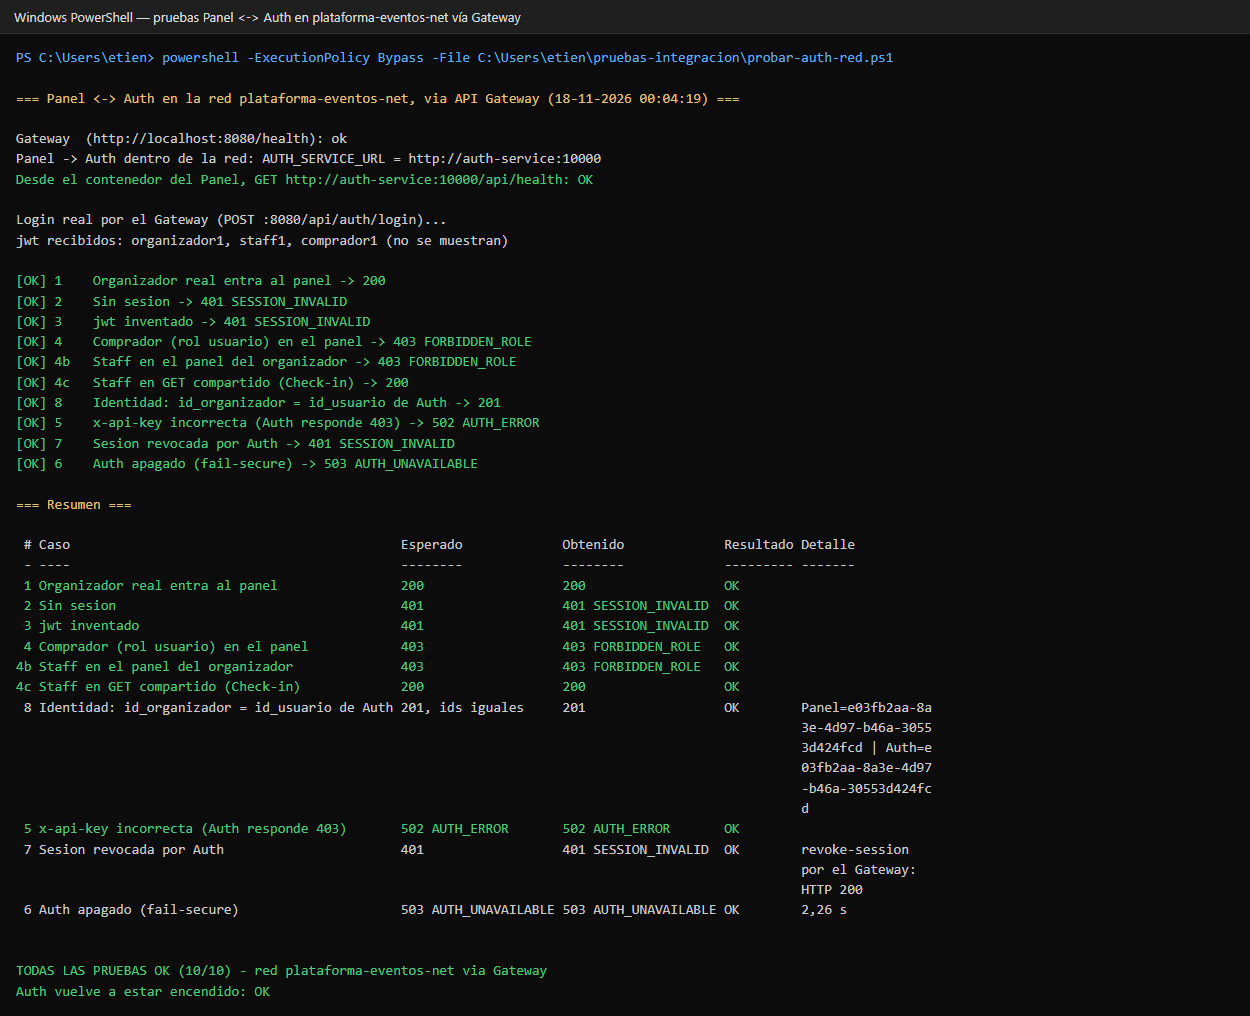 Windows PowerShell — pruebas Panel <-> Auth en plataforma-eventos-net vía Gateway
PS C:\Users\etien> powershell -ExecutionPolicy Bypass -File C:\Users\etien\pruebas-integracion\probar-auth-red.ps1
=== Panel <-> Auth en la red plataforma-eventos-net, via API Gateway (18-11-2026 00:04:19) ===
Gateway  (http://localhost:8080/health): ok
Panel -> Auth dentro de la red: AUTH_SERVICE_URL = http://auth-service:10000
Desde el contenedor del Panel, GET http://auth-service:10000/api/health: OK
Login real por el Gateway (POST :8080/api/auth/login)...
jwt recibidos: organizador1, staff1, comprador1 (no se muestran)
[OK] 1    Organizador real entra al panel -> 200
[OK] 2    Sin sesion -> 401 SESSION_INVALID
[OK] 3    jwt inventado -> 401 SESSION_INVALID
[OK] 4    Comprador (rol usuario) en el panel -> 403 FORBIDDEN_ROLE
[OK] 4b   Staff en el panel del organizador -> 403 FORBIDDEN_ROLE
[OK] 4c   Staff en GET compartido (Check-in) -> 200
[OK] 8    Identidad: id_organizador = id_usuario de Auth -> 201
[OK] 5    x-api-key incorrecta (Auth responde 403) -> 502 AUTH_ERROR
[OK] 7    Sesion revocada por Auth -> 401 SESSION_INVALID
[OK] 6    Auth apagado (fail-secure) -> 503 AUTH_UNAVAILABLE
=== Resumen ===
 # Caso                                           Esperado             Obtenido             Resultado Detalle
 - ----                                           --------             --------             --------- -------
 1 Organizador real entra al panel                200                  200                  OK
 2 Sin sesion                                     401                  401 SESSION_INVALID  OK
 3 jwt inventado                                  401                  401 SESSION_INVALID  OK
 4 Comprador (rol usuario) en el panel            403                  403 FORBIDDEN_ROLE   OK
4b Staff en el panel del organizador              403                  403 FORBIDDEN_ROLE   OK
4c Staff en GET compartido (Check-in)             200                  200                  OK
 8 Identidad: id_organizador = id_usuario de Auth 201, ids iguales     201                  OK        Panel=e03fb2aa-8a
3e-4d97-b46a-3055
3d424fcd | Auth=e
03fb2aa-8a3e-4d97
-b46a-30553d424fc
d
 5 x-api-key incorrecta (Auth responde 403)       502 AUTH_ERROR       502 AUTH_ERROR       OK
 7 Sesion revocada por Auth                       401                  401 SESSION_INVALID  OK        revoke-session
por el Gateway:
HTTP 200
 6 Auth apagado (fail-secure)                     503 AUTH_UNAVAILABLE 503 AUTH_UNAVAILABLE OK        2,26 s
TODAS LAS PRUEBAS OK (10/10) - red plataforma-eventos-net via Gateway
Auth vuelve a estar encendido: OK